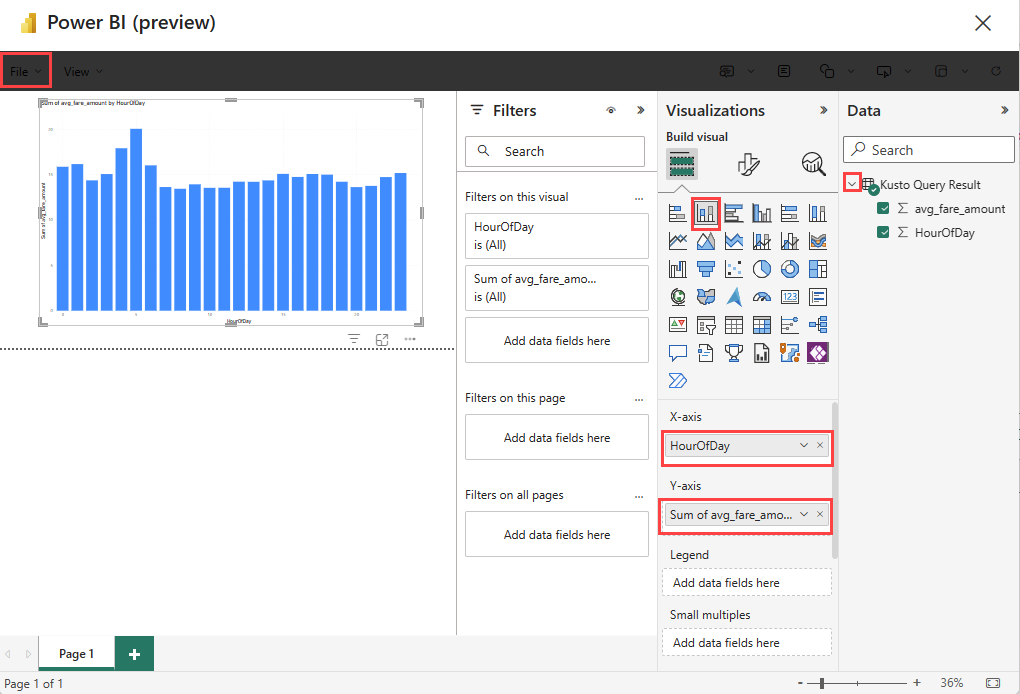 Power BI (preview)
File
View
Sum of avg_fare_amount by HourOfDay
Sum of avg_fare_amount
HourOfDay
Filters
Search
Filters on this visual
...
HourOfDay
is (All)
Sum of avg_fare_amo...
is (All)
Add data fields here
Filters on this page
...
Add data fields here
Filters on all pages
...
Add data fields here
Visualizations
Build visual
123
X-axis
HourOfDay
Y-axis
Sum of avg_fare_amo...
Legend
Add data fields here
Small multiples
Add data fields here
Data
Search
Kusto Query Result
avg_fare_amount
HourOfDay
Page 1
+
Page 1 of 1
- + 36%